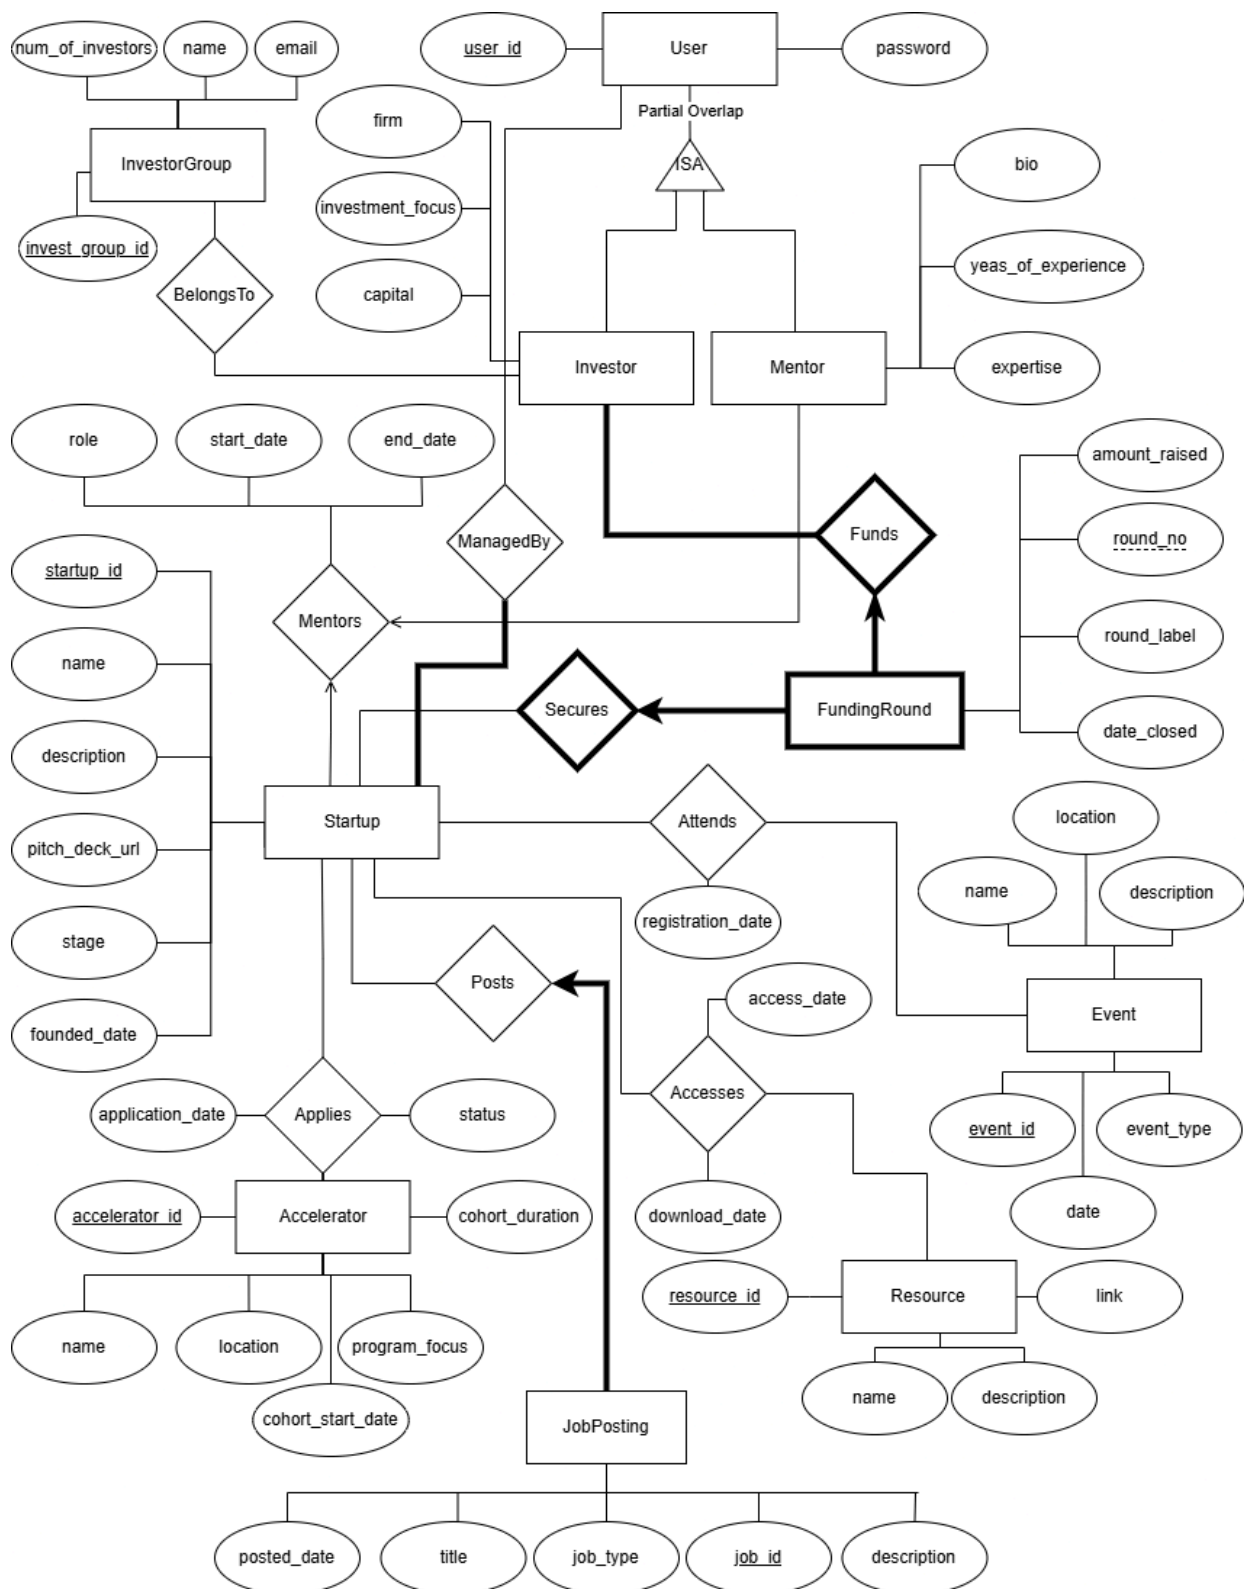 num_of_investors
name
email
user_id
User
password
Partial Overlap
firm
InvestorGroup
ISA
bio
investment_focus
invest_group_id
yeas_of_experience
BelongsTo
capital
Investor
Mentor
expertise
role
start_date
end_date
amount_raised
Funds
round_no
ManagedBy
startup_id
Mentors
round_label
name
Secures
FundingRound
date_closed
description
Startup
Attends
location
pitch_deck_url
name
description
registration_date
stage
Posts
access_date
Event
founded_date
application_date
Applies
status
Accesses
event_id
event_type
accelerator_id
Accelerator
cohort_duration
download_date
date
resource_id
Resource
link
name
location
program_focus
name
description
cohort_start_date
JobPosting
posted_date
title
job_type
job_id
description